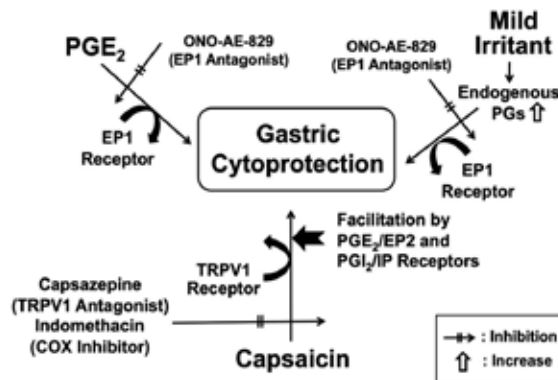 PGE2
ONO-AE-829
(EP1 Antagonist)
EP1
Receptor
ONO-AE-829
(EP1 Antagonist)
Mild
Irritant
Endogenous
PGs
EP1
Receptor
Gastric
Cytoprotection
Facilitation by
PGE2/EP2 and
PGI2/IP Receptors
TRPV1
Receptor
Capsazepine
(TRPV1 Antagonist)
Indomethacin
(COX Inhibitor)
Capsaicin
: Inhibition
: Increase